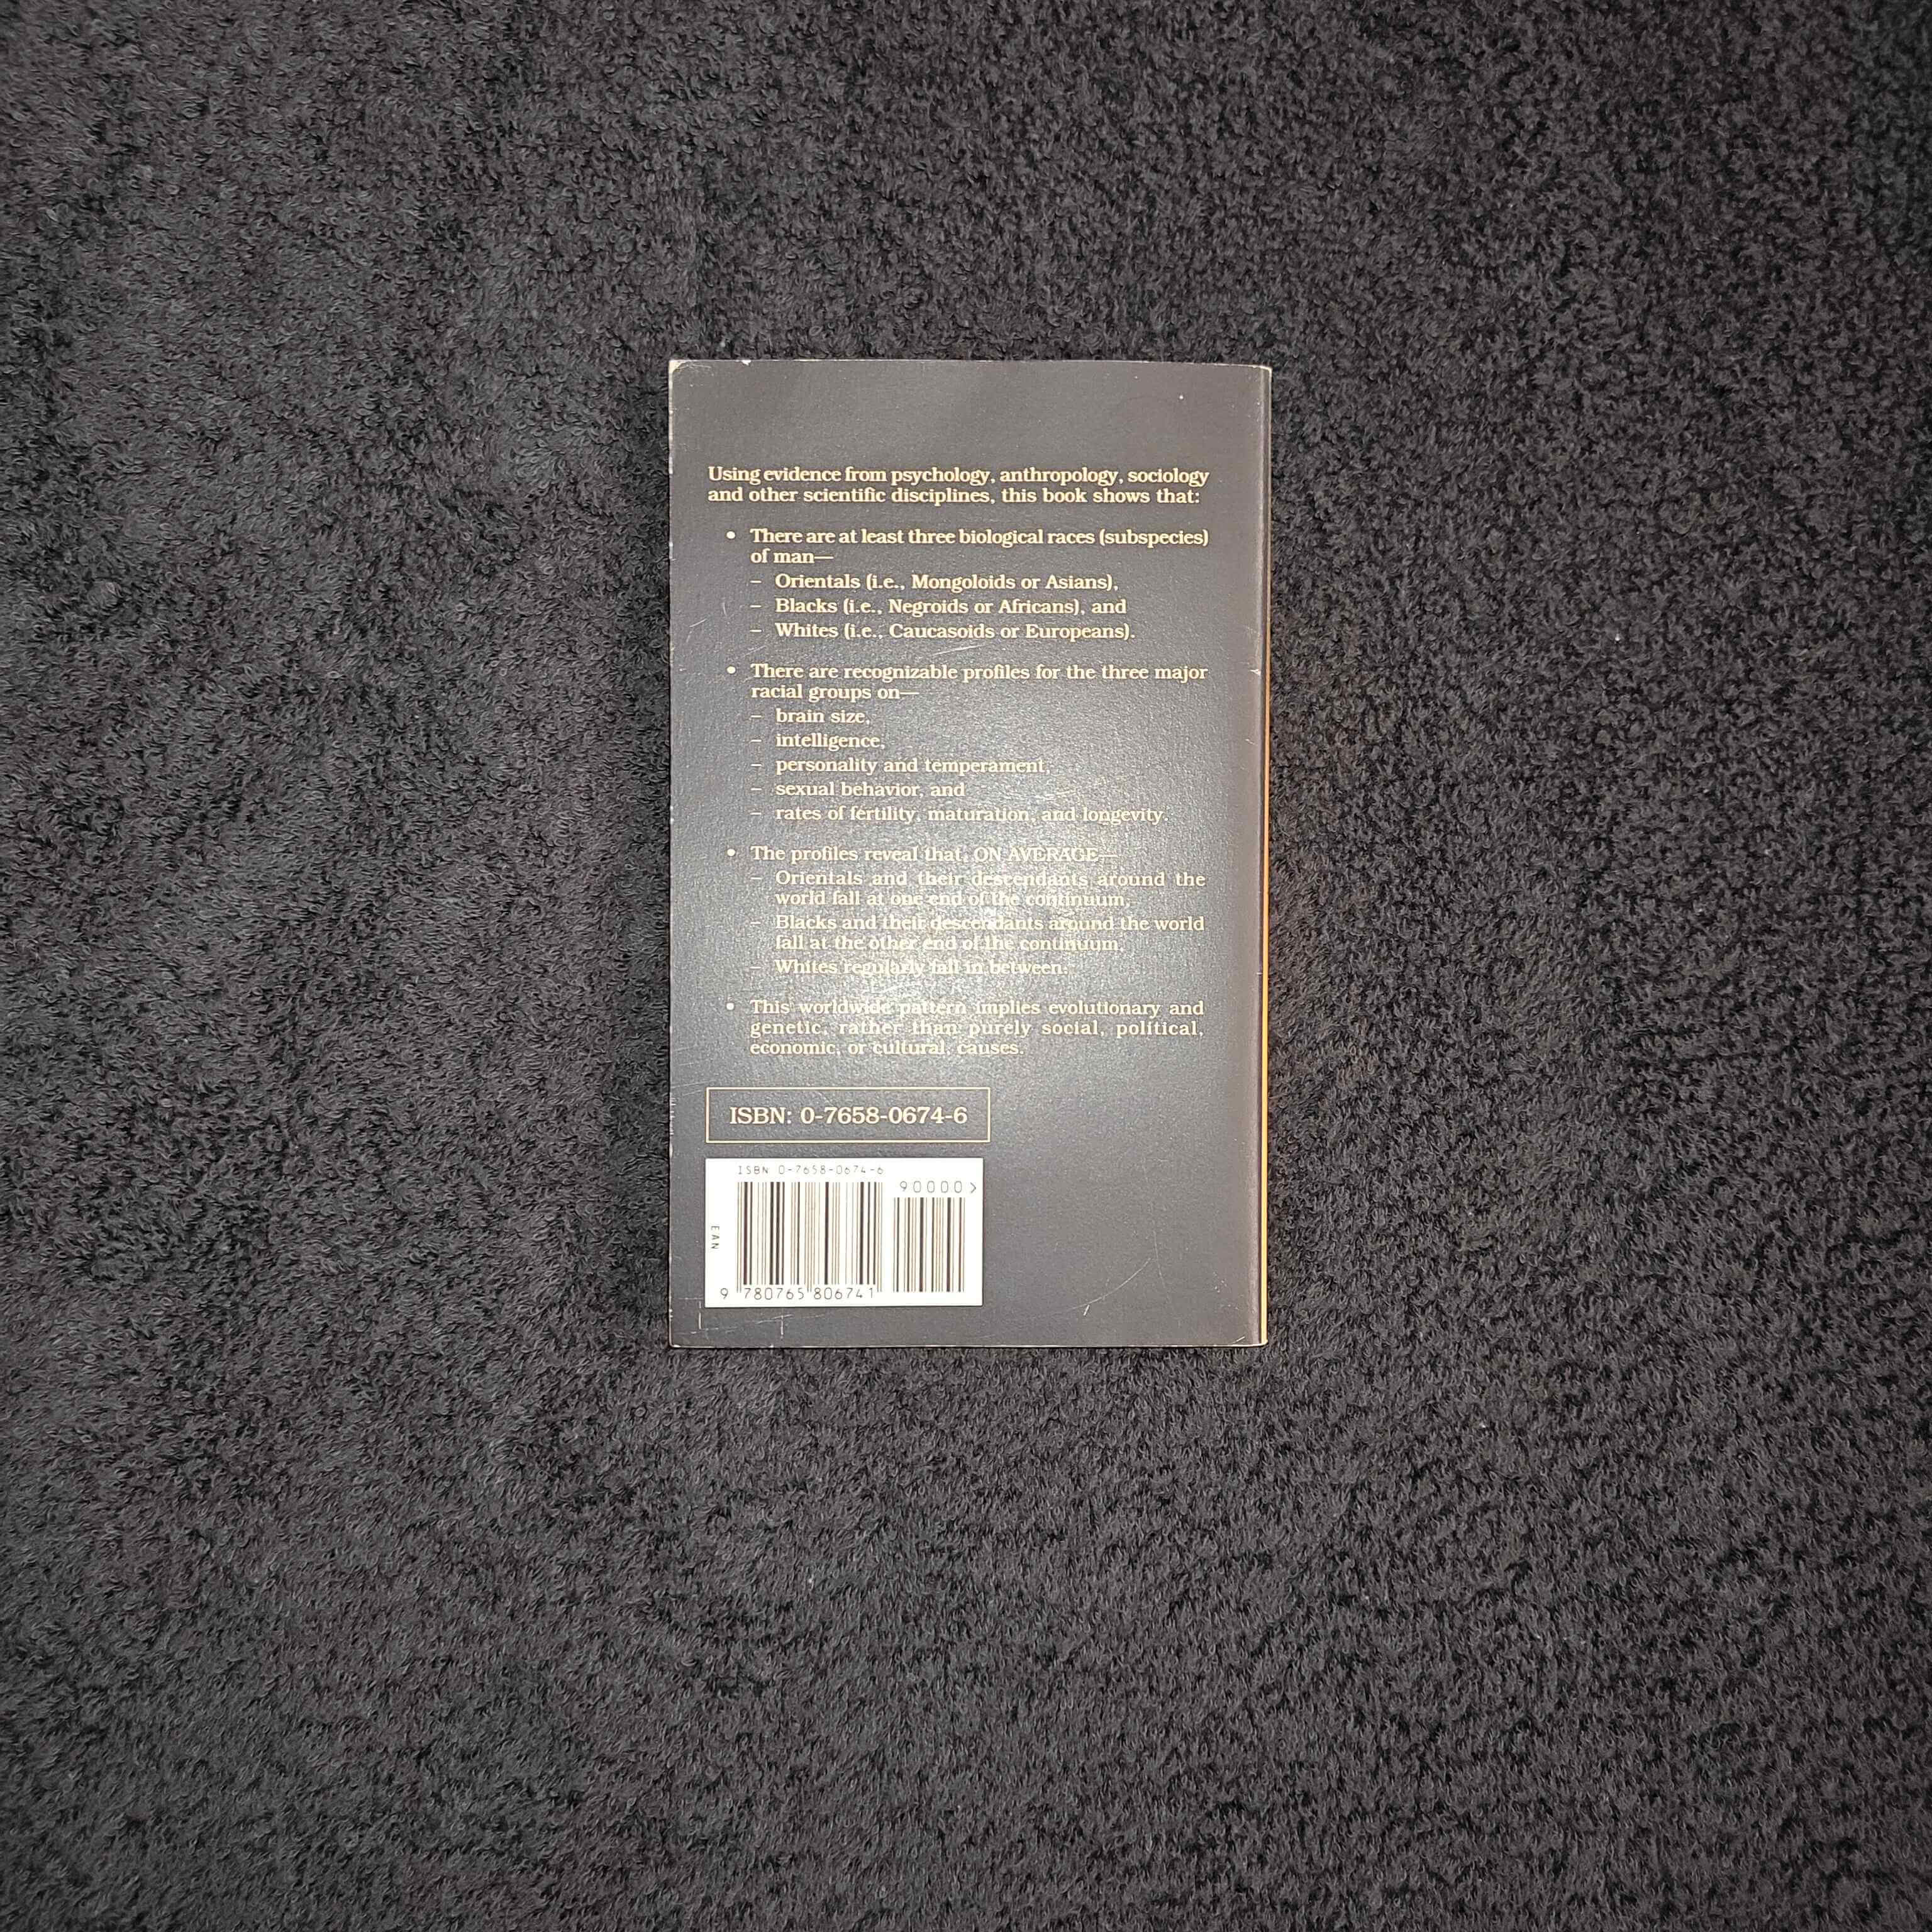 Using evidence from psychology, anthropology, sociology
and other scientific disciplines, this book shows that:
• There are at least three biological races (subspecies)
of man—
– Orientals (i.e., Mongoloids or Asians),
– Blacks (i.e., Negroids or Africans), and
– Whites (i.e., Caucasoids or Europeans).
• There are recognizable profiles for the three major
racial groups on—
– brain size,
– intelligence,
– personality and temperament,
– sexual behavior, and
– rates of fertility, maturation, and longevity.
• The profiles reveal that, ON AVERAGE—
– Orientals and their descendants around the
world fall at one end of the continuum,
– Blacks and their descendants around the world
fall at the other end of the continuum,
– Whites regularly fall in between.
• This worldwide pattern implies evolutionary and
genetic, rather than purely social, political,
economic, or cultural, causes.
ISBN: 0-7658-0674-6
ISBN 0-7658-0674-6
90000>
EAN
9 780765 806741